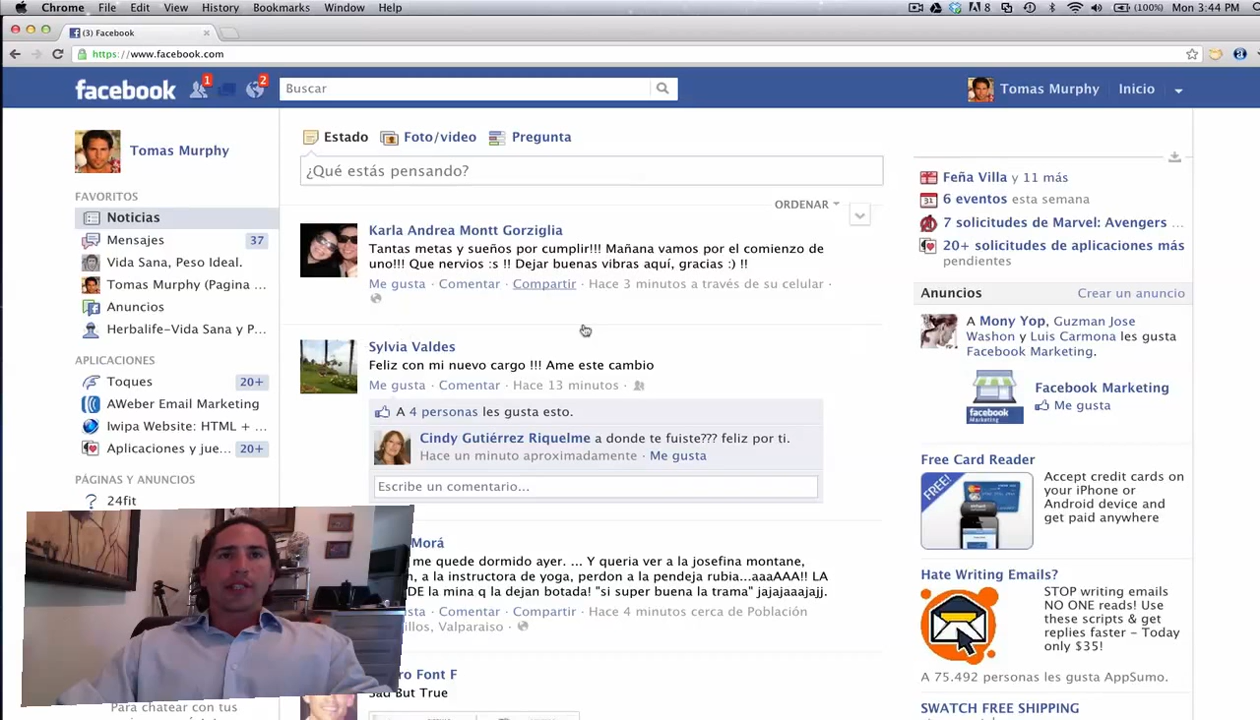 Chrome File Edit View History Bookmarks Window Help
8 (100%) Mon 3:44 PM
(3) Facebook
https://www.facebook.com
facebook 1 2
Buscar
Tomas Murphy Inicio
Tomas Murphy
FAVORITOS
Noticias
Mensajes 37
Vida Sana, Peso Ideal.
Tomas Murphy (Pagina ...
Anuncios
Herbalife-Vida Sana y P...
APLICACIONES
Toques 20+
AWeber Email Marketing
Iwipa Website: HTML + ...
Aplicaciones y jue... 20+
PÁGINAS Y ANUNCIOS
24fit
Para chatear con tus
Estado Foto/video Pregunta
¿Qué estás pensando?
ORDENAR
Karla Andrea Montt Gorziglia
Tantas metas y sueños por cumplir!!! Mañana vamos por el comienzo de
uno!!! Que nervios :s !! Dejar buenas vibras aquí, gracias :) !!
Me gusta · Comentar · Compartir · Hace 3 minutos a través de su celular ·
Sylvia Valdes
Feliz con mi nuevo cargo !!! Ame este cambio
Me gusta · Comentar · Hace 13 minutos ·
A 4 personas les gusta esto.
Cindy Gutiérrez Riquelme a donde te fuiste??? feliz por ti.
Hace un minuto aproximadamente · Me gusta
Escribe un comentario...
Morá
me quede dormido ayer. ... Y queria ver a la josefina montane,
a la instructora de yoga, perdon a la pendeja rubia...aaaAAA!! LA
DE la mina q la dejan botada! "si super buena la trama" jajajaaajajj.
· Comentar · Compartir · Hace 4 minutos cerca de Población
Valparaiso ·
Font F
Sad But True
Feña Villa y 11 más
31 6 eventos esta semana
7 solicitudes de Marvel: Avengers ...
20+ solicitudes de aplicaciones más
pendientes
Anuncios Crear un anuncio
A Mony Yop, Guzman Jose
Washon y Luis Carmona les gusta
Facebook Marketing.
facebook
Marketing
Facebook Marketing
Me gusta
Free Card Reader
FREE!
Accept credit cards on
your iPhone or
Android device and
get paid anywhere
Hate Writing Emails?
STOP writing emails
NO ONE reads! Use
these scripts & get
replies faster - Today
only $35!
A 75.492 personas les gusta AppSumo.
SWATCH FREE SHIPPING